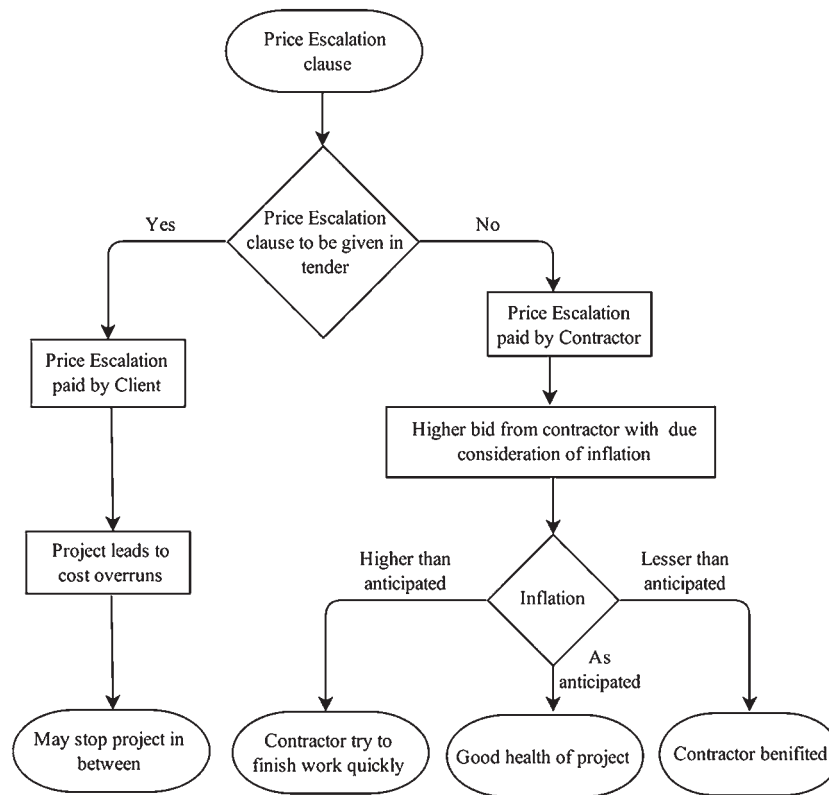 Price Escalation
clause
Price Escalation
clause to be given in
tender
Yes
No
Price Escalation
paid by Client
Price Escalation
paid by Contractor
Higher bid from contractor with due
consideration of inflation
Project leads to
cost overruns
Higher than
anticipated
Inflation
Lesser than
anticipated
As
anticipated
May stop project in
between
Contractor try to
finish work quickly
Good health of project
Contractor benifited